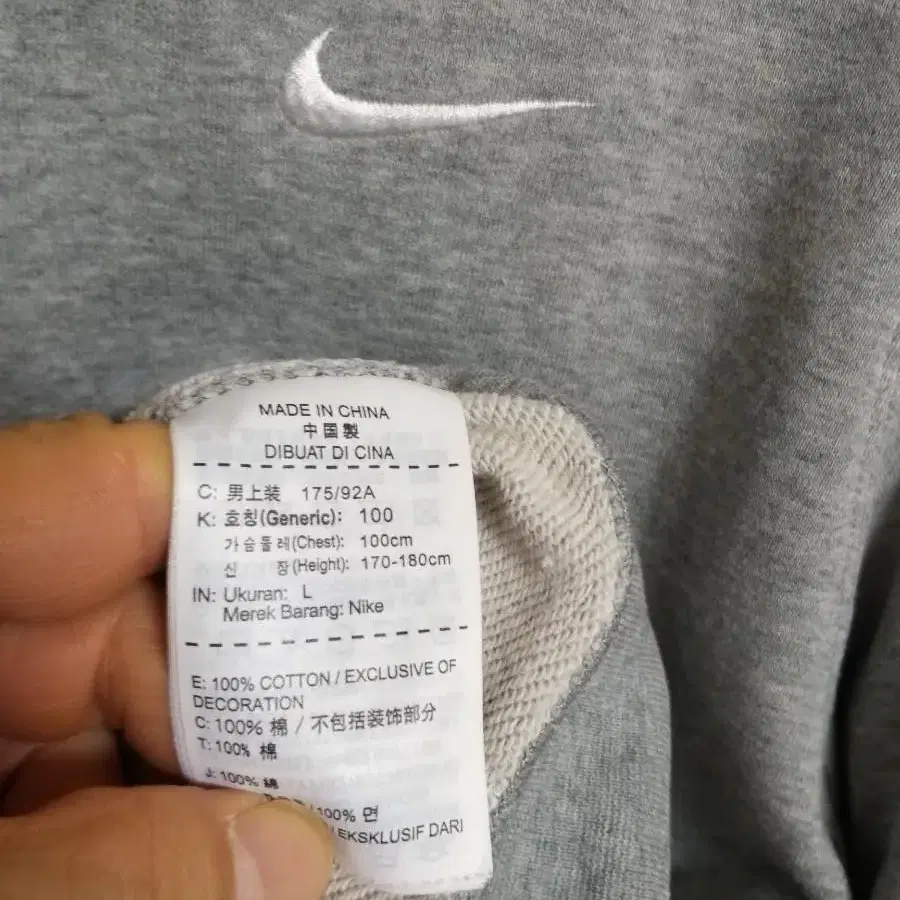 MADE IN CHINA
中国製
DIBUAT DI CINA
C: 男上装 175/92A
K: 호칭(Generic): 100
가슴둘레(Chest): 100cm
신 장(Height): 170-180cm
IN: Ukuran: L
Merek Barang: Nike
E: 100% COTTON / EXCLUSIVE OF
DECORATION
C: 100% 棉 / 不包括装饰部分
T: 100% 棉
J: 100% 綿
/100% 면
/ EKSKLUSIF DARI